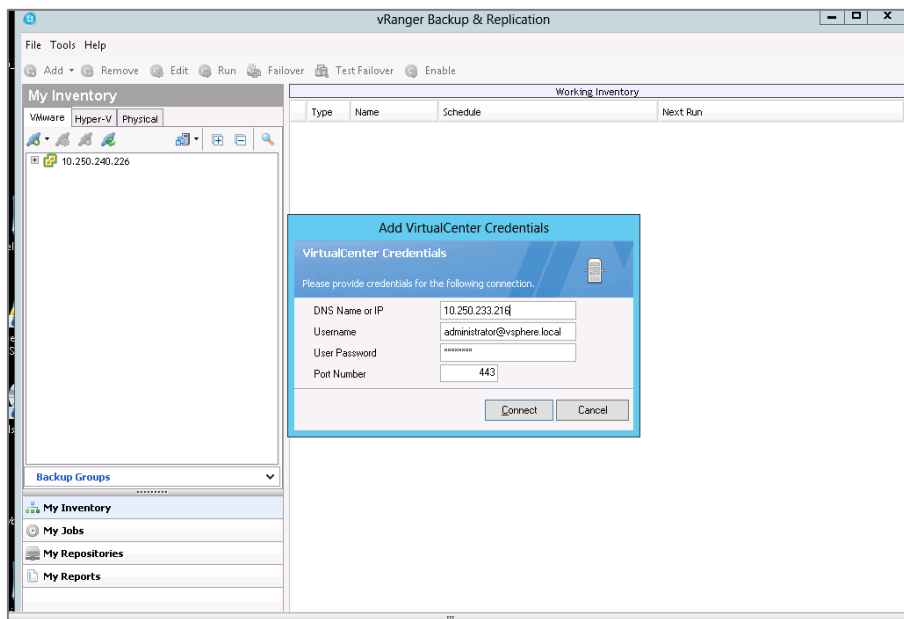 vRanger Backup & Replication
File Tools Help
Add Remove Edit Run Failover Test Failover Enable
My Inventory
VMware Hyper-V Physical
10.250.240.226
Backup Groups
My Inventory
My Jobs
My Repositories
My Reports
Working Inventory
Type Name Schedule Next Run
Add VirtualCenter Credentials
VirtualCenter Credentials
Please provide credentials for the following connection.
DNS Name or IP 10.250.233.216
Username administrator@vsphere.local
User Password ********
Port Number 443
Connect Cancel